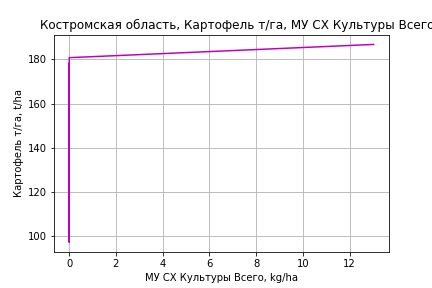 Костромская область, Картофель т/га, МУ СХ Культуры Всего
180
160
140
120
100
Картофель т/га, t/ha
0 2 4 6 8 10 12
МУ СХ Культуры Всего, kg/ha